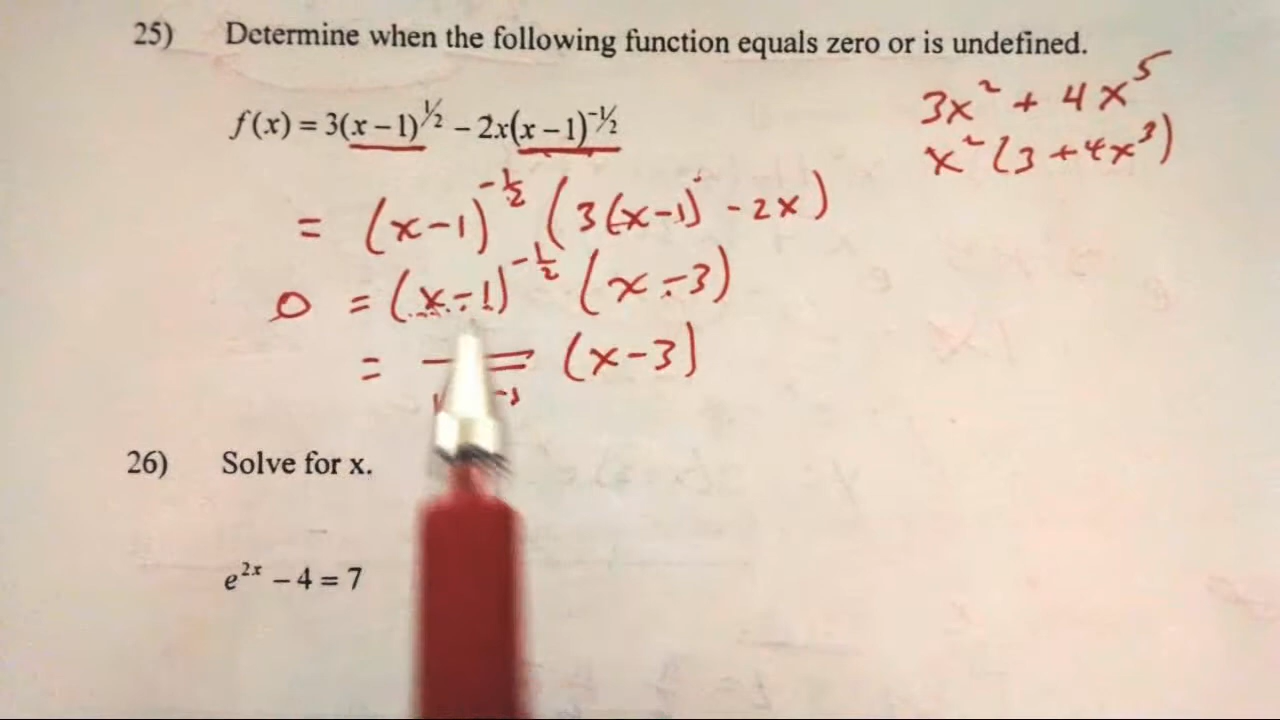 25) Determine when the following function equals zero or is undefined.
3x² + 4x⁵
f(x) = 3(x − 1)^½ − 2x(x − 1)^-½
x²(3 + 4x³)
= (x − 1)^-½ (3(x − 1)' − 2x)
0 = (x − 1)^-½ (x − 3)
= (x − 3)
26) Solve for x.
e²ˣ − 4 = 7